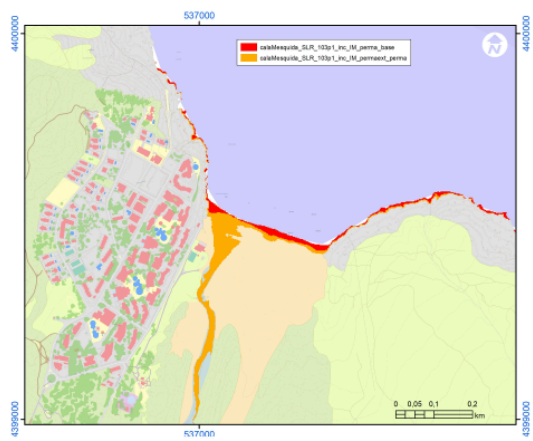 537000
4400000
4400000
calaMesquida_SLR_103p1_inc_IM_perma_base
calaMesquida_SLR_103p1_inc_IM_permaext_perma
N
0 0,05 0,1 0,2
km
4399000
4399000
537000